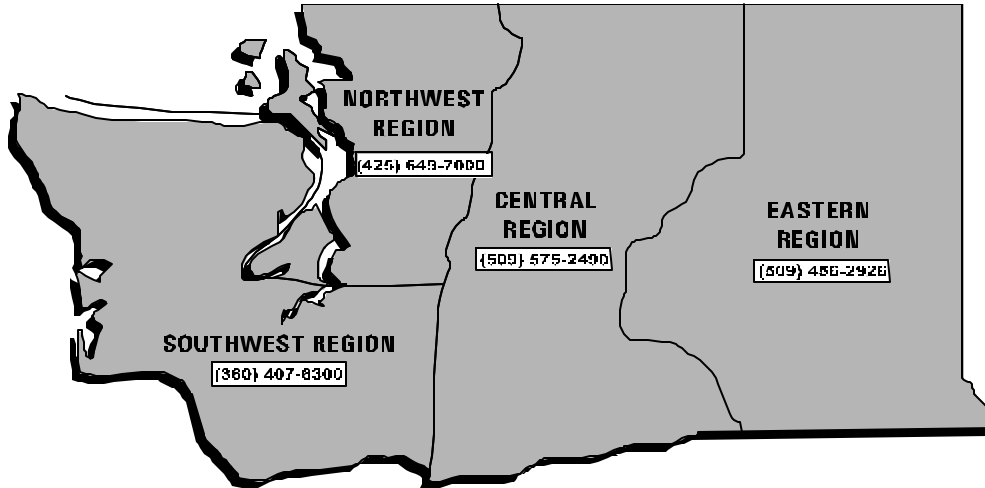 NORTHWEST
REGION
(425) 649-7000
CENTRAL
REGION
(509) 575-2490
EASTERN
REGION
(509) 456-2926
SOUTHWEST REGION
(360) 407-6300